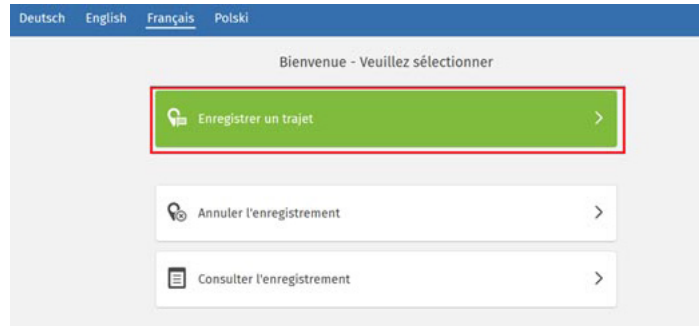 Deutsch English Français Polski
Bienvenue - Veuillez sélectionner
Enregistrer un trajet
Annuler l'enregistrement
Consulter l'enregistrement